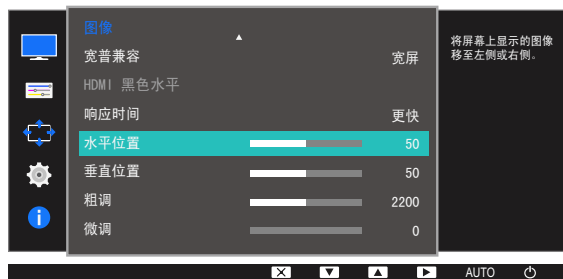 图像
宽普兼容 宽屏
HDMI 黑色水平
响应时间 更快
水平位置 50
垂直位置 50
粗调 2200
微调 0
将屏幕上显示的图像
移至左侧或右侧。
AUTO